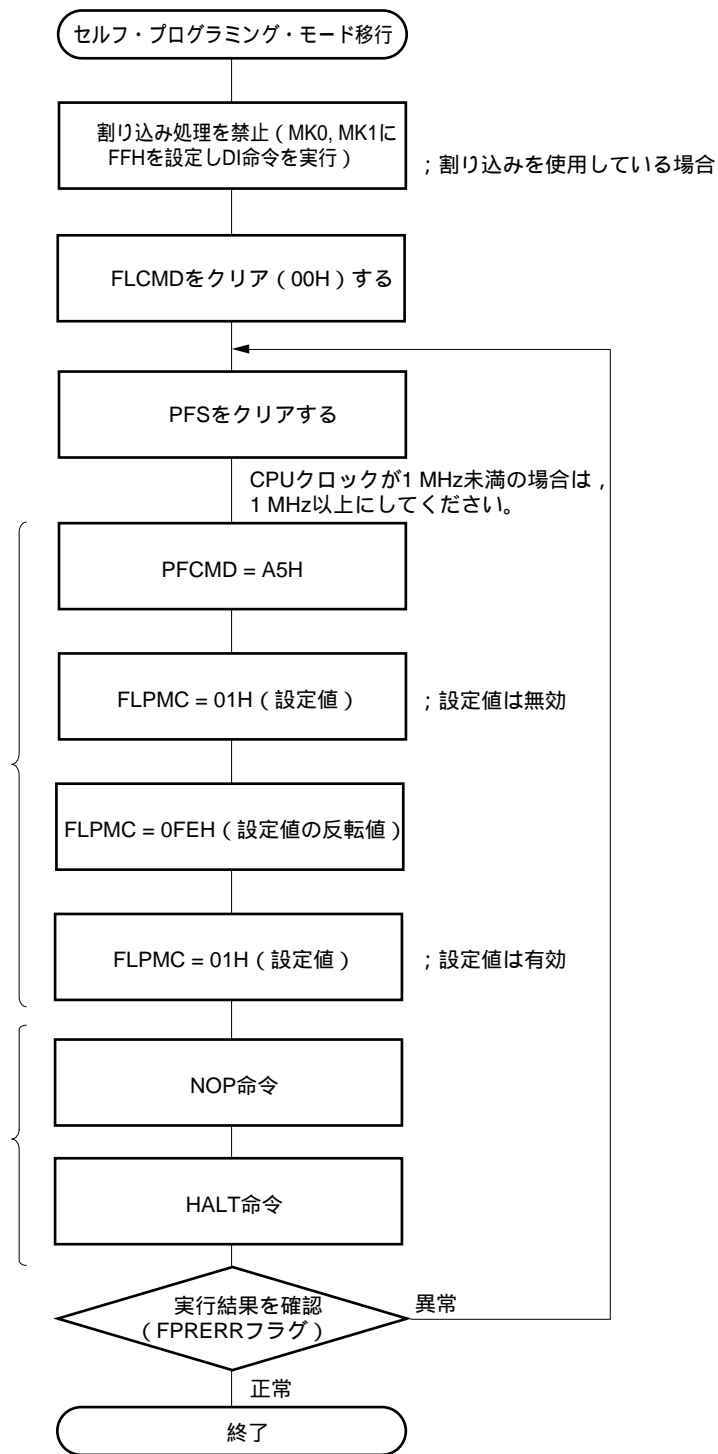 セルフ・プログラミング・モード移行
割り込み処理を禁止（MK0, MK1に
FFHを設定しDI命令を実行）
；割り込みを使用している場合
FLCMDをクリア（00H）する
PFSをクリアする
CPUクロックが1 MHz未満の場合は，
1 MHz以上にしてください。
PFCMD = A5H
FLPMC = 01H（設定値）
；設定値は無効
FLPMC = 0FEH（設定値の反転値）
FLPMC = 01H（設定値）
；設定値は有効
NOP命令
HALT命令
実行結果を確認
（FPRERRフラグ）
異常
正常
終了